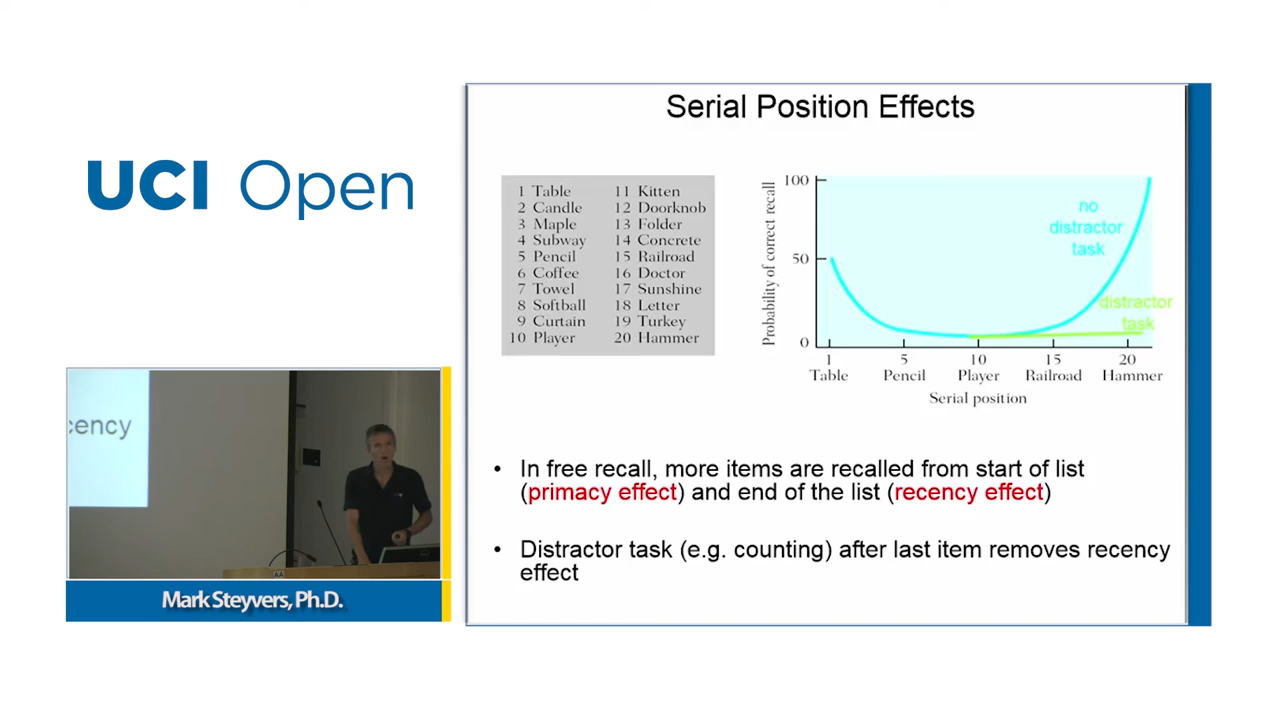 UCI Open
Serial Position Effects
1 Table
2 Candle
3 Maple
4 Subway
5 Pencil
6 Coffee
7 Towel
8 Softball
9 Curtain
10 Player
11 Kitten
12 Doorknob
13 Folder
14 Concrete
15 Railroad
16 Doctor
17 Sunshine
18 Letter
19 Turkey
20 Hammer
Probability of correct recall
100
50
0
no
distractor
task
distractor
task
1 5 10 15 20
Table Pencil Player Railroad Hammer
Serial position
• In free recall, more items are recalled from start of list
(primacy effect) and end of the list (recency effect)
• Distractor task (e.g. counting) after last item removes recency
effect
cency
Mark Steyvers, Ph.D.